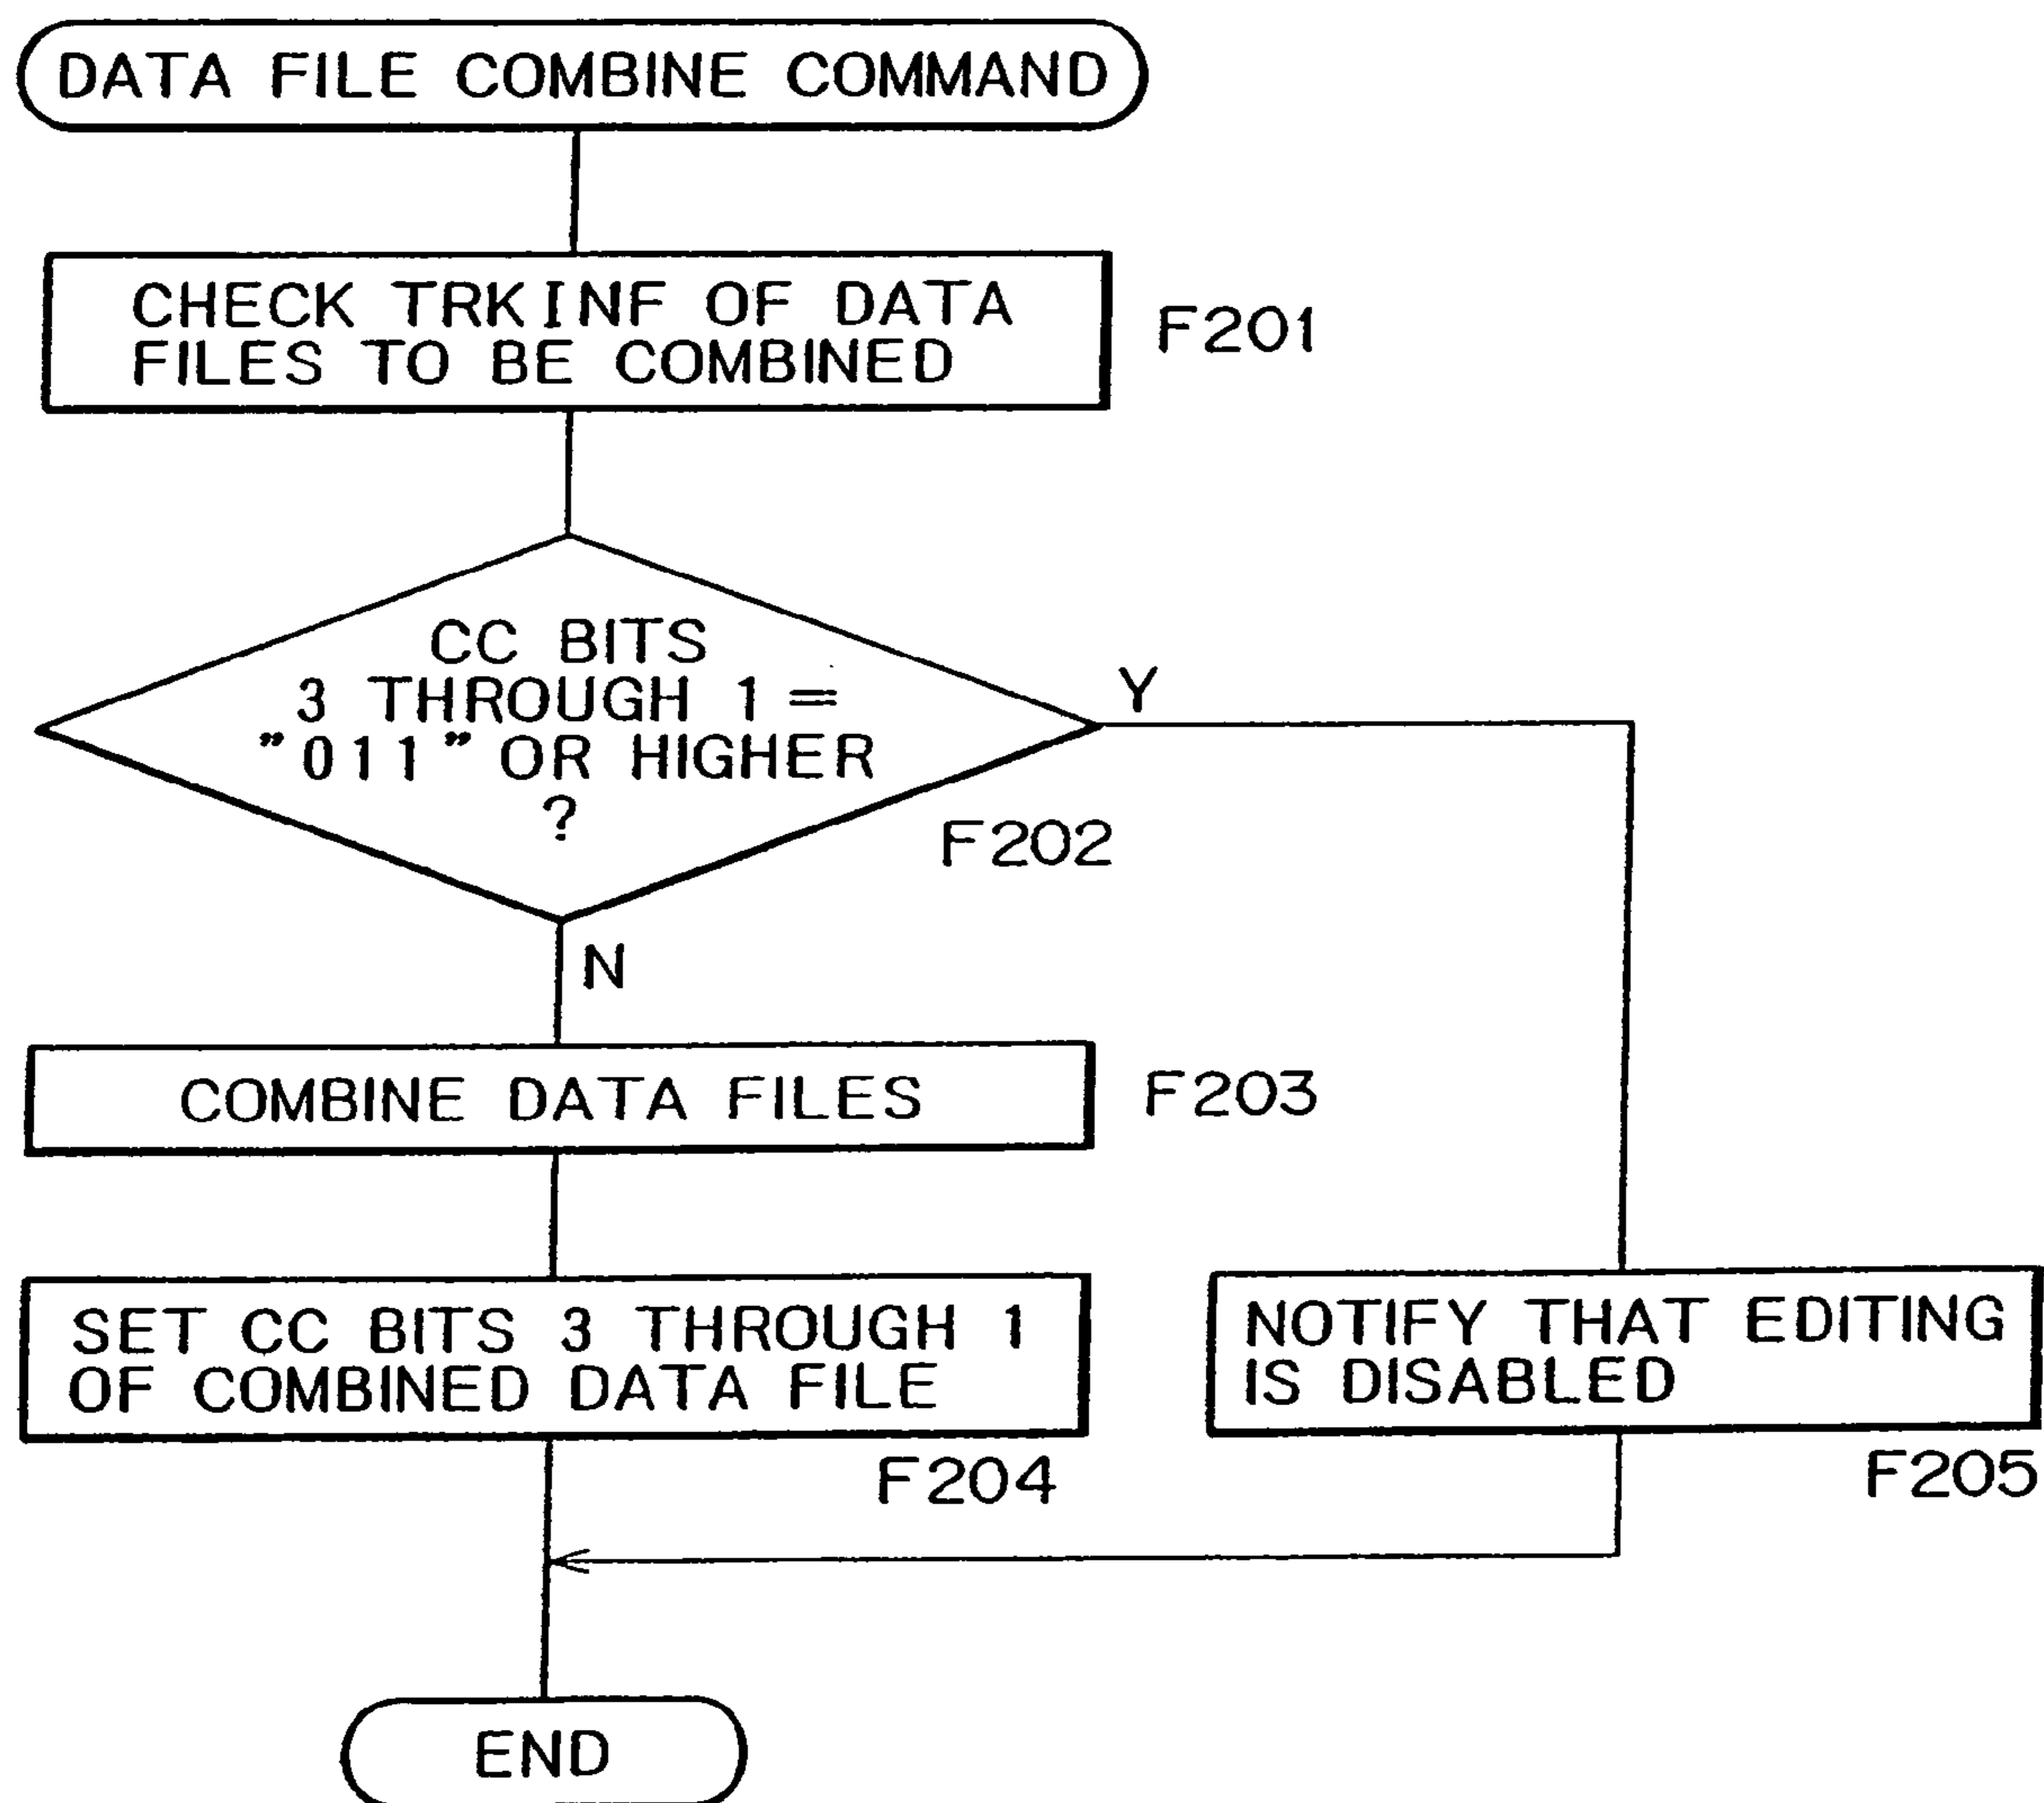 DATA FILE COMBINE COMMAND
CHECK TRKINF OF DATA
FILES TO BE COMBINED
F201
CC BITS
3 THROUGH 1 =
"011" OR HIGHER
?
Y
F202
N
COMBINE DATA FILES
F203
SET CC BITS 3 THROUGH 1
OF COMBINED DATA FILE
F204
NOTIFY THAT EDITING
IS DISABLED
F205
END